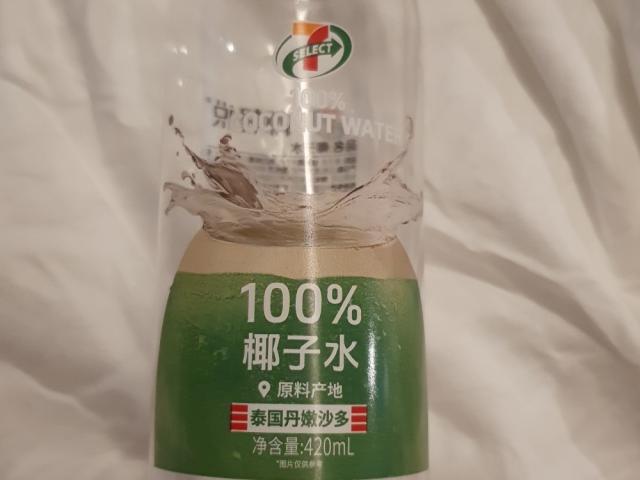 7
SELECT
100%
COCONUT WATER
100%
椰子水
原料产地
泰国丹嫩沙多
净含量:420mL
*图片仅供参考